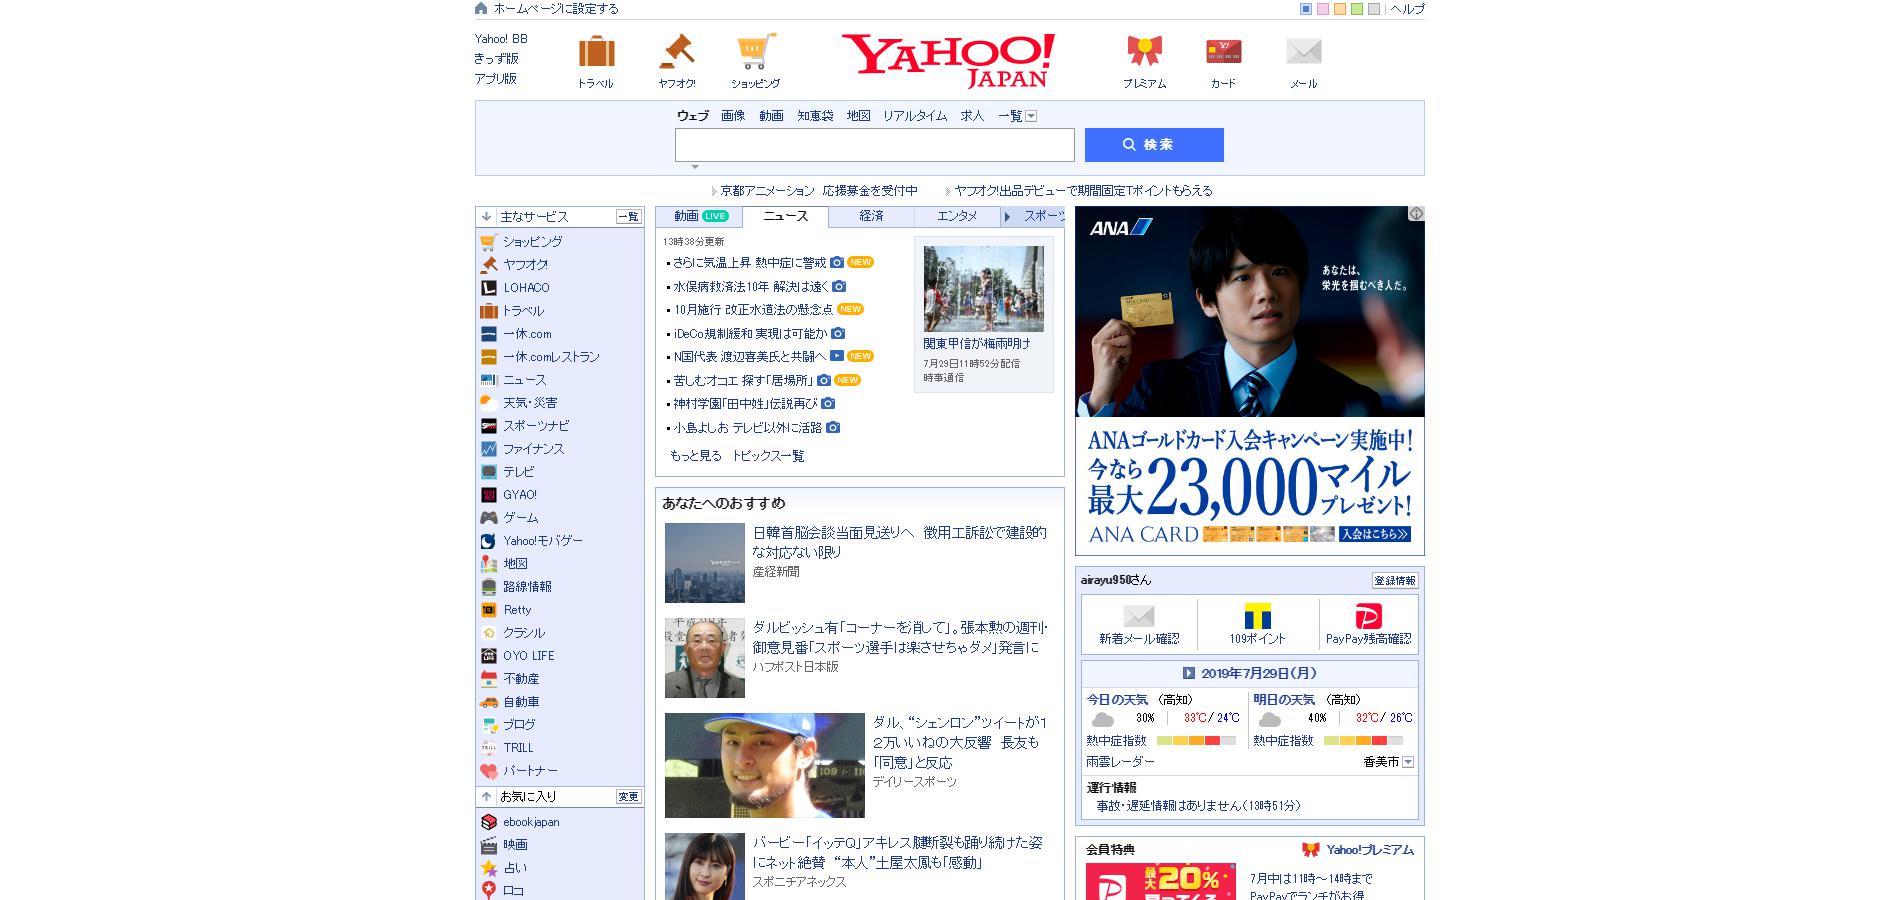 ホームページに設定する
ヘルプ
Yahoo! BB
きっず版
アプリ版
トラベル
ヤフオク!
ショッピング
YAHOO!
JAPAN
プレミアム
カード
メール
ウェブ 画像 動画 知恵袋 地図 リアルタイム 求人 一覧
検索
京都アニメーション 応援募金を受付中
ヤフオク!出品デビューで期間固定Tポイントもらえる
主なサービス 一覧
ショッピング
ヤフオク!
LOHACO
トラベル
一休.com
一休.comレストラン
ニュース
天気・災害
スポーツナビ
ファイナンス
テレビ
GYAO!
ゲーム
Yahoo!モバゲー
地図
路線情報
Retty
クラシル
OYO LIFE
不動産
自動車
ブログ
TRILL
パートナー
お気に入り 変更
ebookjapan
映画
占い
ロコ
動画 LIVE ニュース 経済 エンタメ スポーツ
13時38分更新
さらに気温上昇 熱中症に警戒 NEW
水俣病救済法10年 解決は遠く
10月施行 改正水道法の懸念点 NEW
iDeCo規制緩和 実現は可能か
N国代表 渡辺喜美氏と共闘へ NEW
苦しむオコエ 探す「居場所」 NEW
神村学園「田中姓」伝説再び
小島よしお テレビ以外に活路
もっと見る トピックス一覧
関東甲信が梅雨明け
7月29日11時52分配信
時事通信
あなたへのおすすめ
日韓首脳会談当面見送りへ 徴用工訴訟で建設的
な対応ない限り
産経新聞
ダルビッシュ有「コーナーを消して」。張本勲の週刊・
御意見番「スポーツ選手は楽させちゃダメ」発言に
ハフポスト日本版
ダル、“シェンロン”ツイートが1
2万いいねの大反響 長友も
「同意」と反応
デイリースポーツ
バービー「イッテQ」アキレス腱断裂も踊り続けた姿
にネット絶賛 “本人”土屋太鳳も「感動」
スポニチアネックス
ANA
あなたは、
栄光を掴むべき人だ。
ANAゴールドカード入会キャンペーン実施中!
今なら
最大23,000マイル
プレゼント!
ANA CARD 入会はこちら
airayu950さん 登録情報
新着メール確認
109ポイント
PayPay残高確認
2019年7月29日(月)
今日の天気 (高知) 明日の天気 (高知)
30% 33℃/ 24℃ 40% 32℃/ 26℃
熱中症指数 熱中症指数
雨雲レーダー 香美市
運行情報
事故・遅延情報はありません(13時51分)
会員特典 Yahoo!プレミアム
最大20%
7月中は11時〜14時まで
PayPayでランチがお得